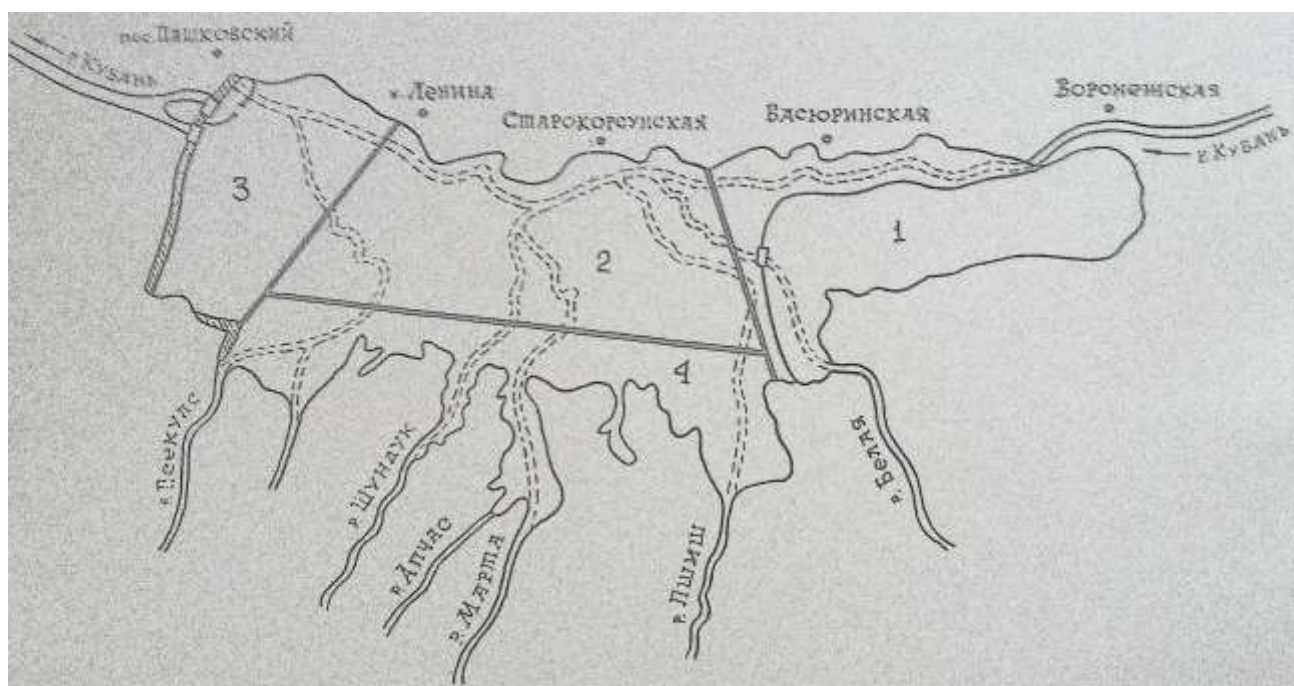 пос. Пашковский
р. Кубань
х. Ленина
Старокорсунская
Васюринская
Воронежская
р. Кубань
3
2
1
4
р. Псекупс
р. Шундук
р. Апчас
р. Марта
р. Пшиш
р. Белая